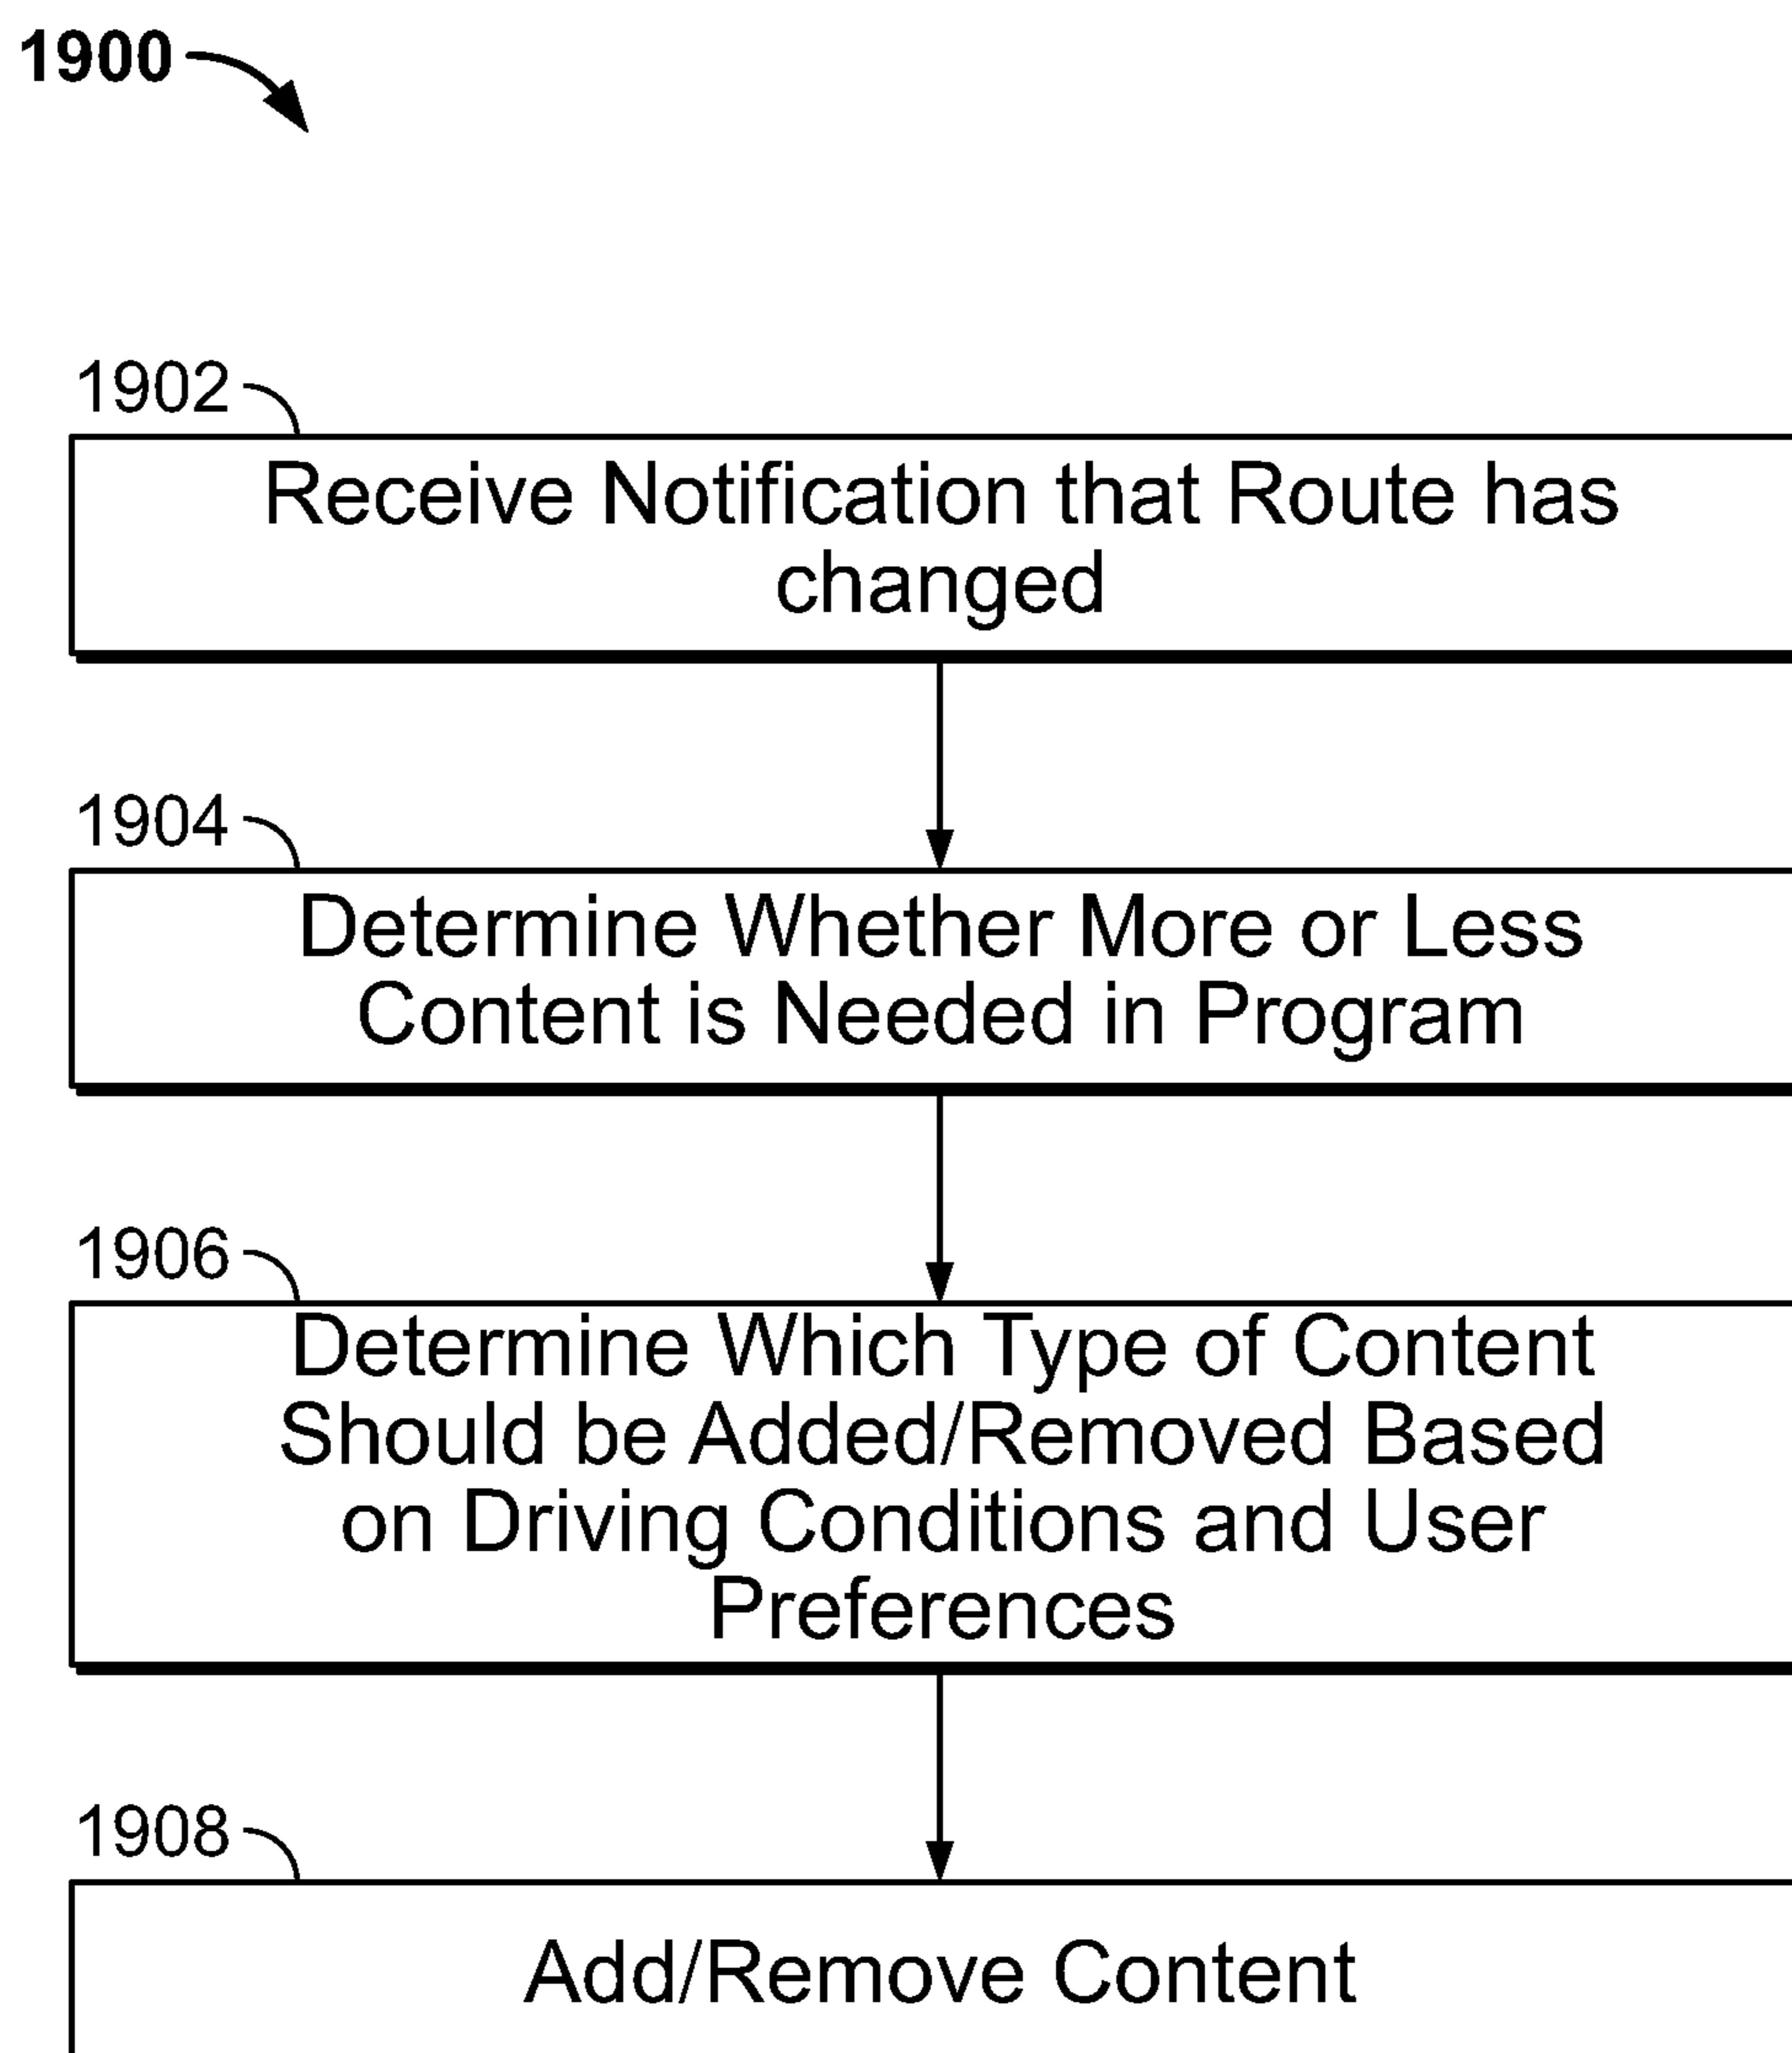 1900
1902
Receive Notification that Route has
changed
1904
Determine Whether More or Less
Content is Needed in Program
1906
Determine Which Type of Content
Should be Added/Removed Based
on Driving Conditions and User
Preferences
1908
Add/Remove Content